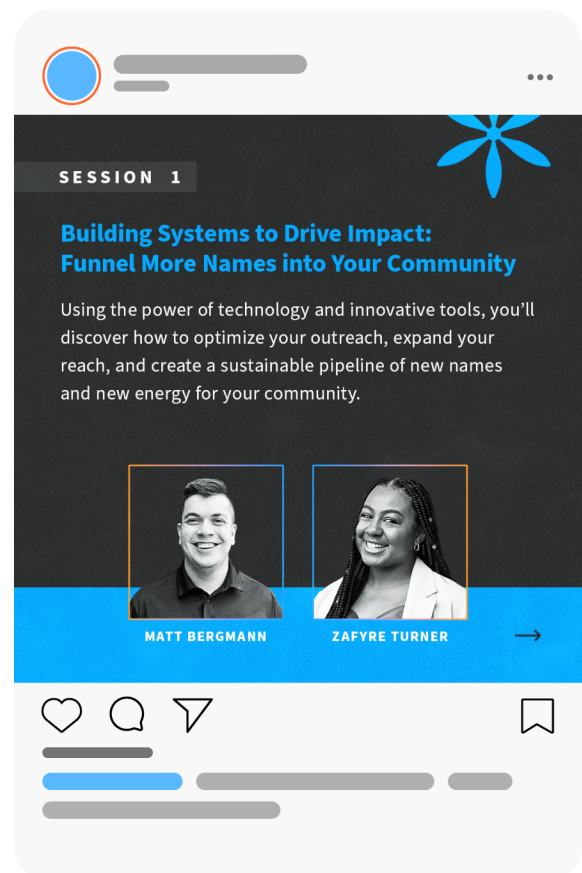 SESSION 1
Building Systems to Drive Impact:
Funnel More Names into Your Community
Using the power of technology and innovative tools, you’ll
discover how to optimize your outreach, expand your
reach, and create a sustainable pipeline of new names
and new energy for your community.
MATT BERGMANN
ZAFYRE TURNER